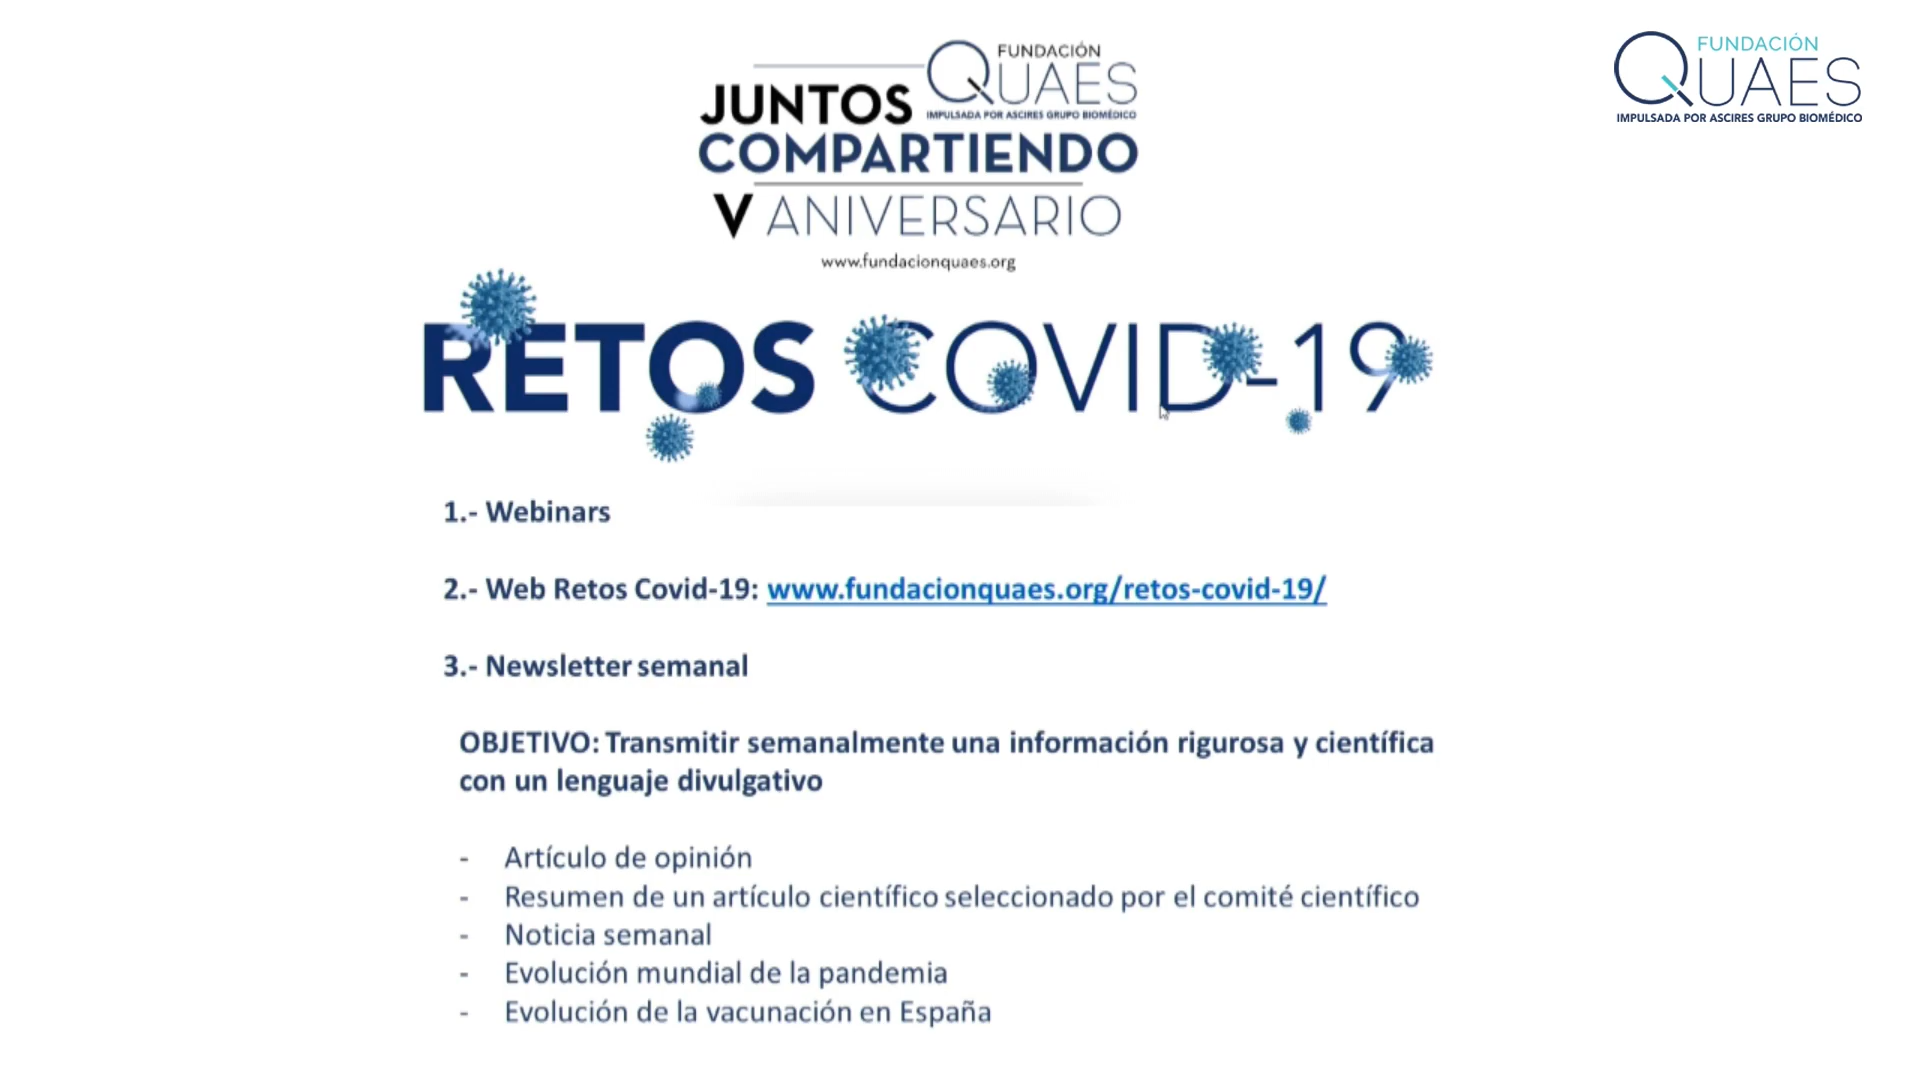 FUNDACIÓN
QUAES
IMPULSADA POR ASCIRES GRUPO BIOMÉDICO
JUNTOS
COMPARTIENDO
V ANIVERSARIO
www.fundacionquaes.org
FUNDACIÓN
QUAES
IMPULSADA POR ASCIRES GRUPO BIOMÉDICO
RETOS COVID-19
1.- Webinars
2.- Web Retos Covid-19: www.fundacionquaes.org/retos-covid-19/
3.- Newsletter semanal
OBJETIVO: Transmitir semanalmente una información rigurosa y científica
con un lenguaje divulgativo
- Artículo de opinión
- Resumen de un artículo científico seleccionado por el comité científico
- Noticia semanal
- Evolución mundial de la pandemia
- Evolución de la vacunación en España